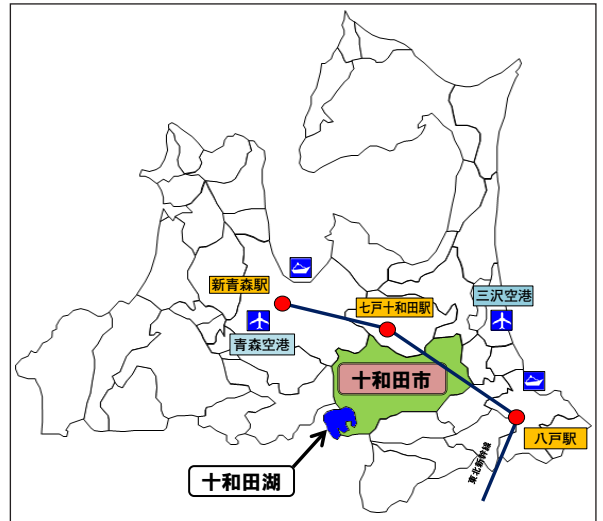 新青森駅
七戸十和田駅
三沢空港
青森空港
十和田市
八戸駅
東北新幹線
十和田湖